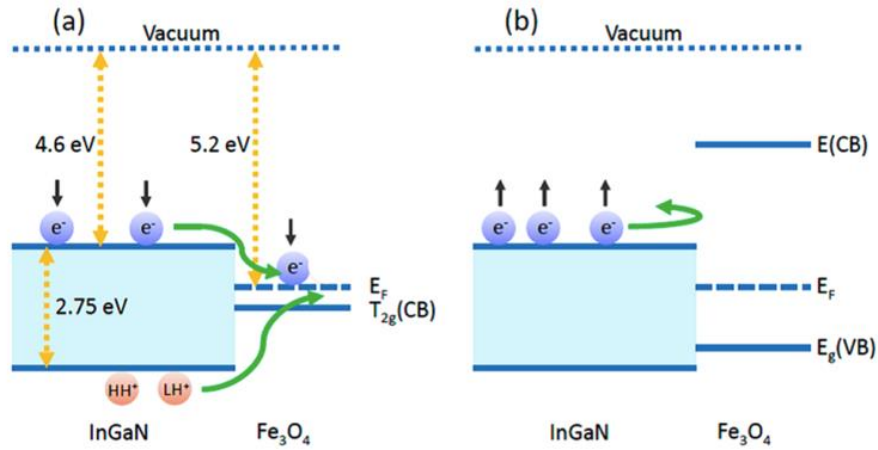 (a)
Vacuum
4.6 eV
5.2 eV
e⁻
e⁻
e⁻
E_F
T_2g(CB)
2.75 eV
HH⁺
LH⁺
InGaN
Fe₃O₄
(b)
Vacuum
E(CB)
e⁻
e⁻
e⁻
E_F
E_g(VB)
InGaN
Fe₃O₄